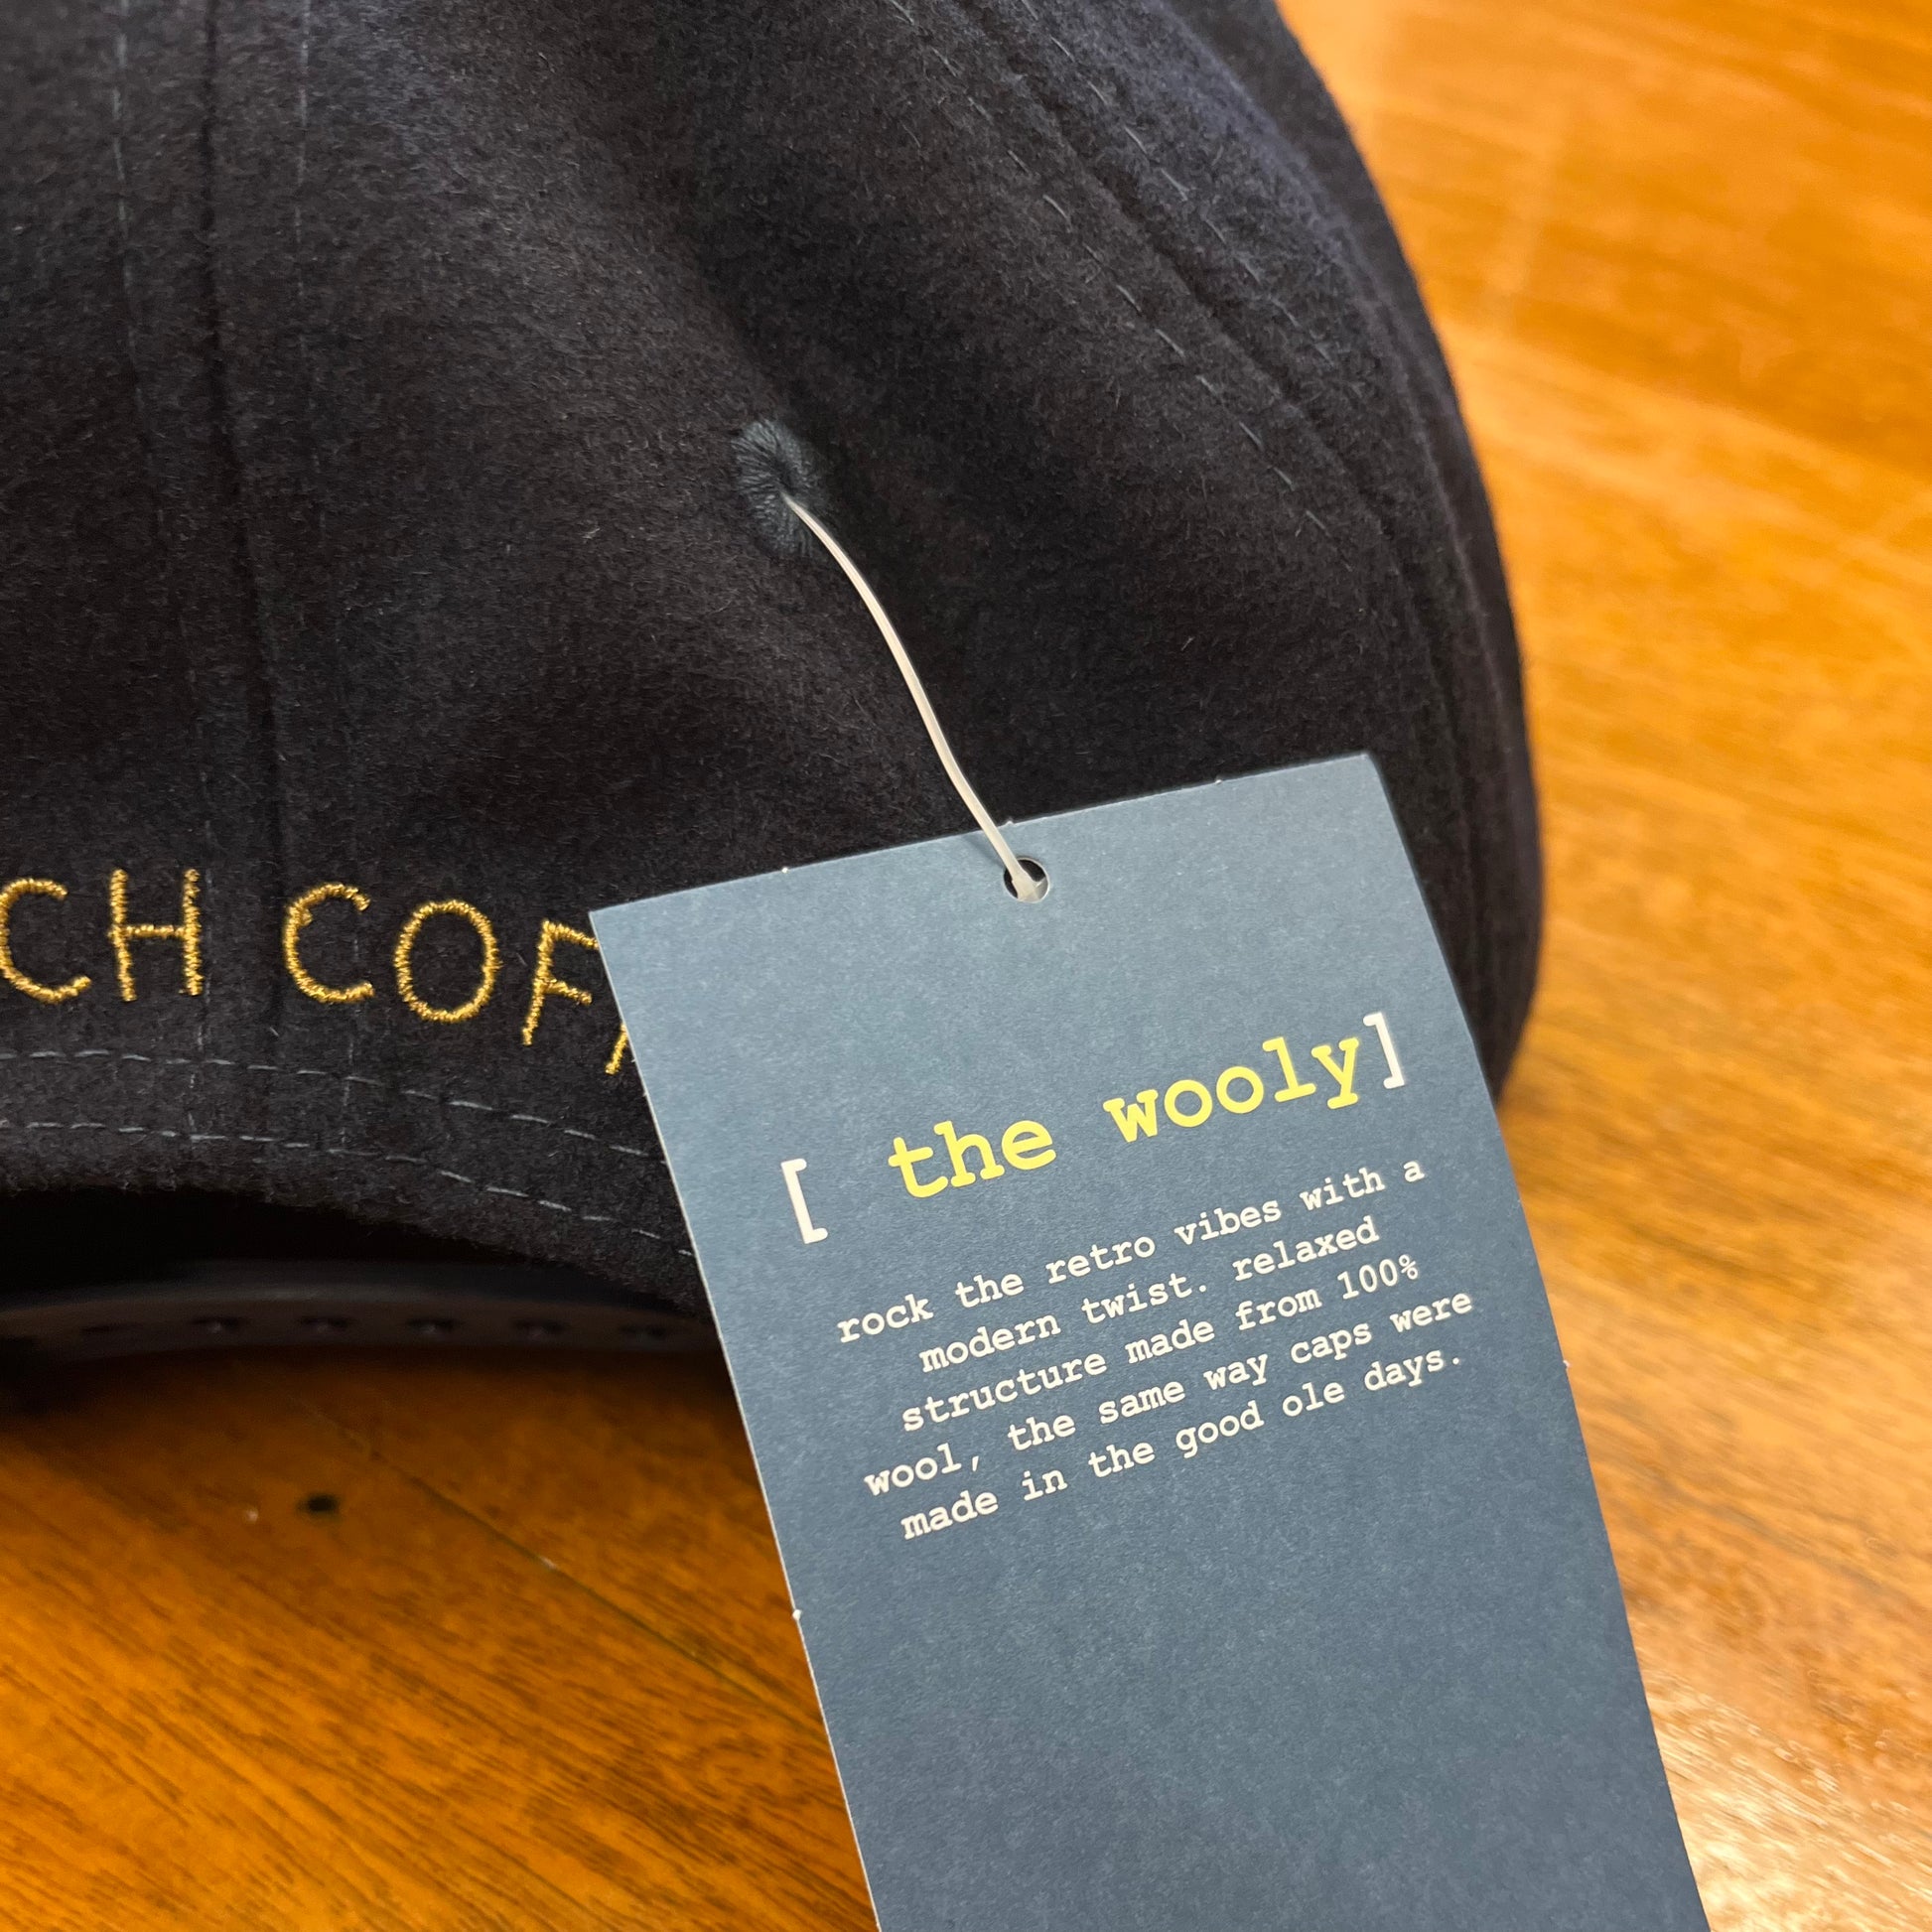 CH COF
[ the wooly]
rock the retro vibes with a
modern twist. relaxed
structure made from 100%
wool, the same way caps were
made in the good ole days.